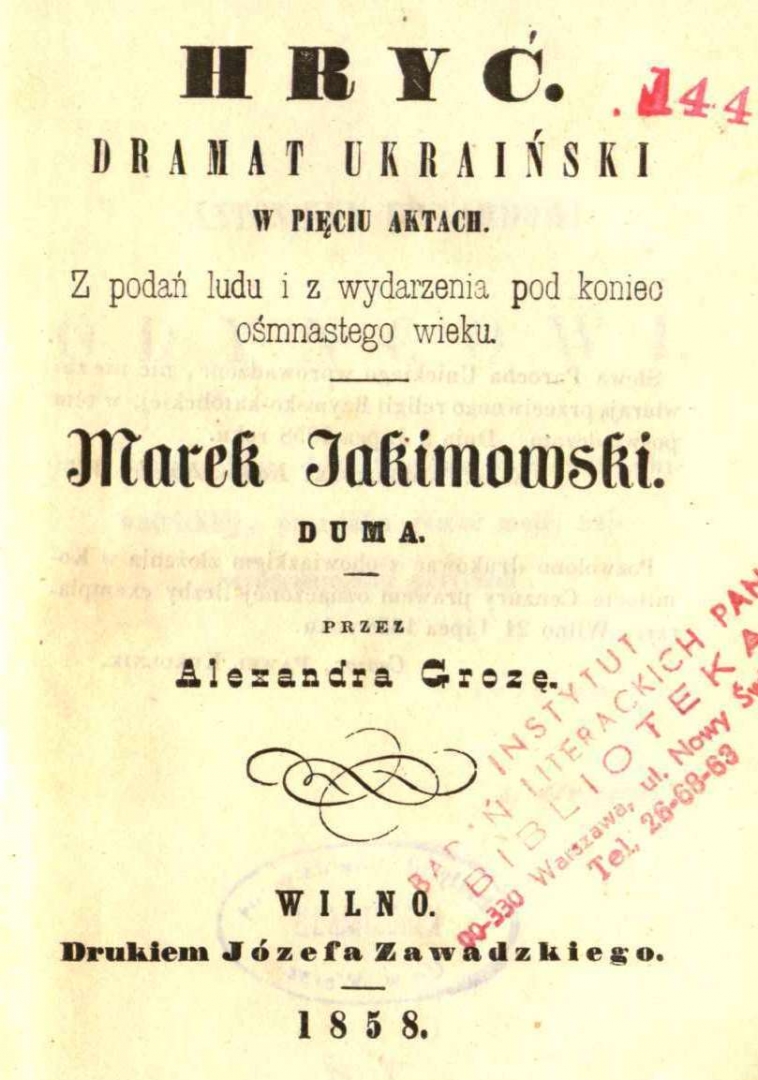 HRYĆ.
144
DRAMAT UKRAIŃSKI
W PIĘCIU AKTACH.
Z podań ludu i z wydarzenia pod koniec
ośmnastego wieku.
Marek Jakimowski.
DUMA.
PRZEZ
Alexandra Grozę.
INSTYTUT
BADAŃ LITERACKICH PAN
BIBLIOTEKA
00-330 Warszawa, ul. Nowy Świ
Tel. 26-68-63
WILNO.
Drukiem Józefa Zawadzkiego.
1858.